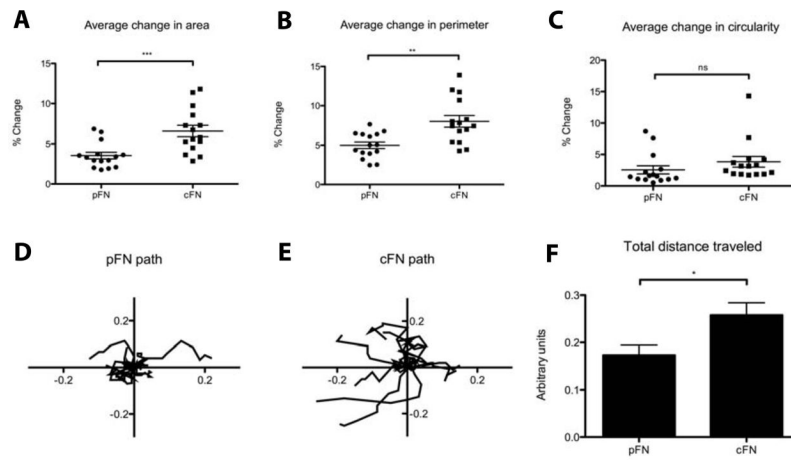 A
Average change in area
***
% Change
15
10
5
0
pFN
cFN
B
Average change in perimeter
**
% Change
15
10
5
0
pFN
cFN
C
Average change in circularity
ns
% Change
20
15
10
5
0
pFN
cFN
D
pFN path
0.2
-0.2
0.2
-0.2
E
cFN path
0.2
-0.2
0.2
-0.2
F
Total distance traveled
*
Arbitrary units
0.3
0.2
0.1
0.0
pFN
cFN